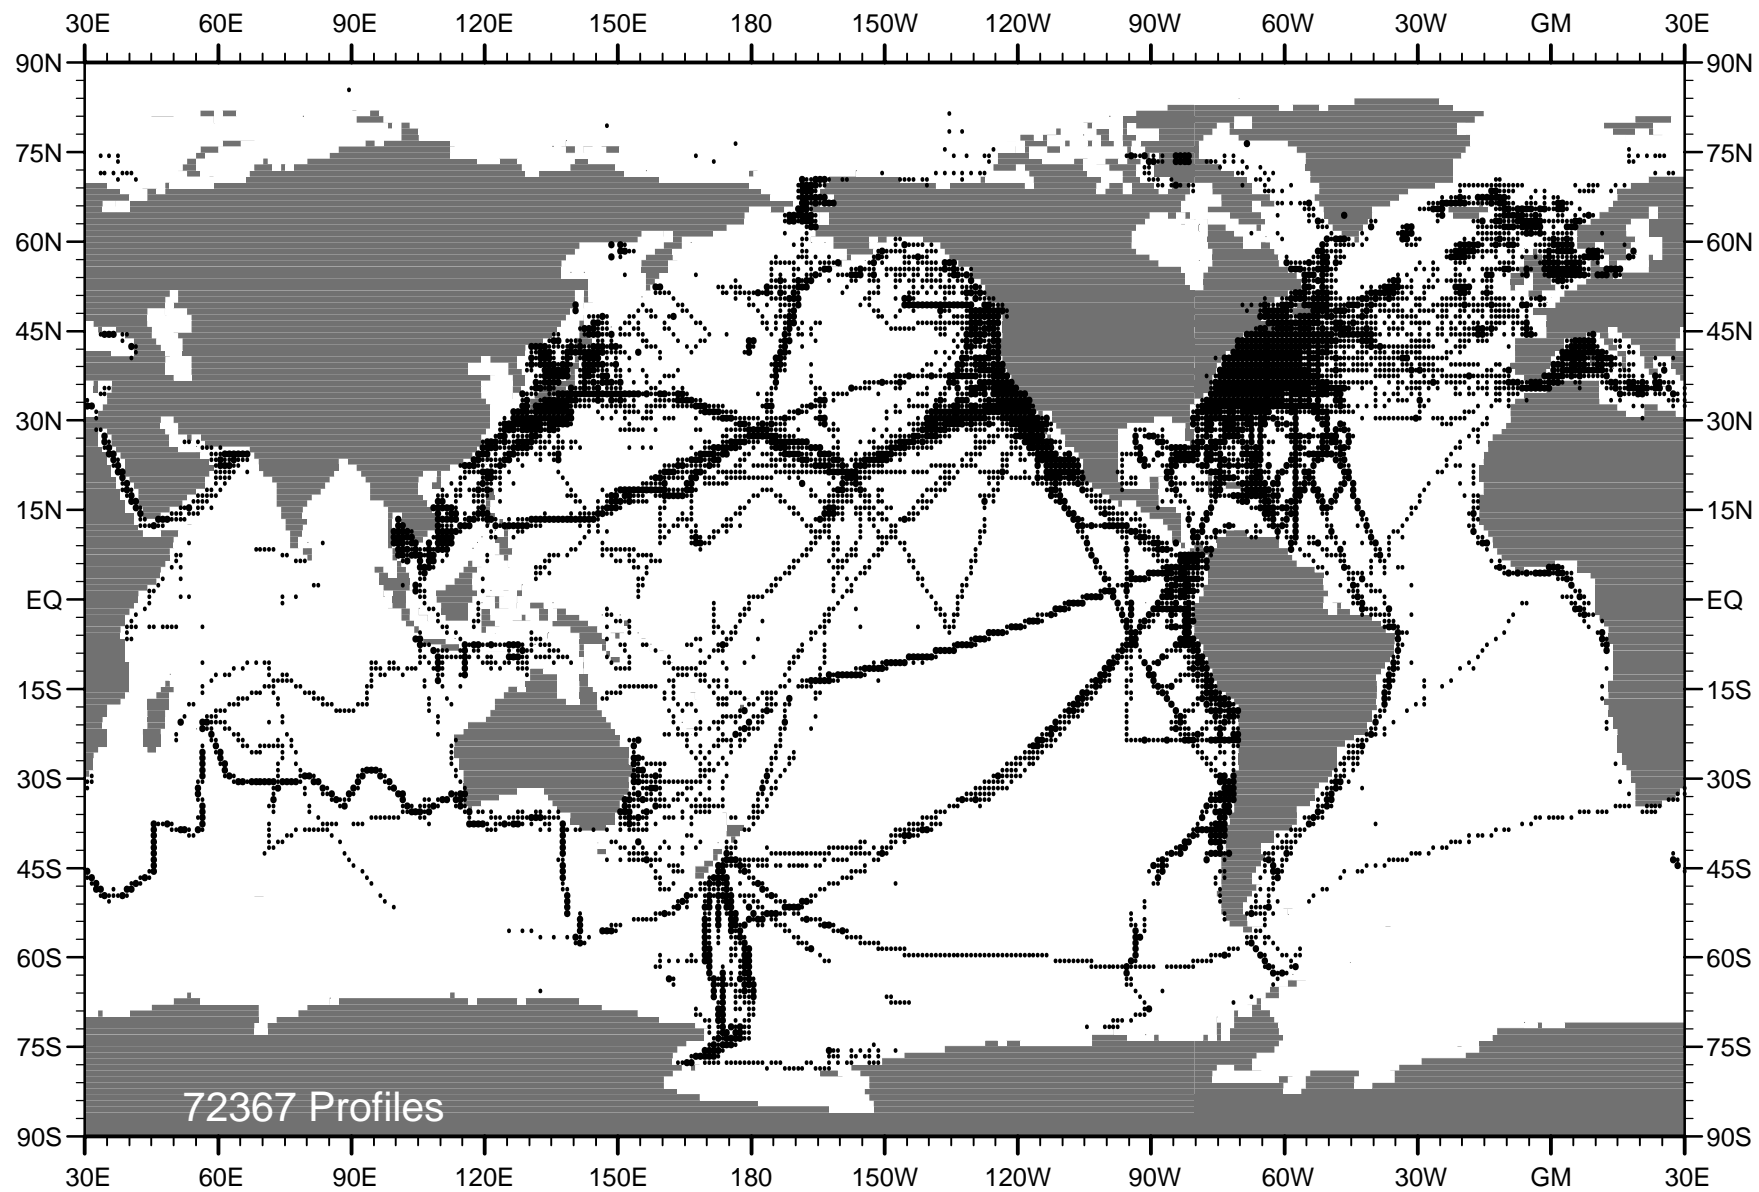 30E 60E 90E 120E 150E 180 150W 120W 90W 60W 30W GM 30E
90N 90N
75N 75N
60N 60N
45N 45N
30N 30N
15N 15N
EQ EQ
15S 15S
30S 30S
45S 45S
60S 60S
75S 75S
72367 Profiles
90S 90S
30E 60E 90E 120E 150E 180 150W 120W 90W 60W 30W GM 30E